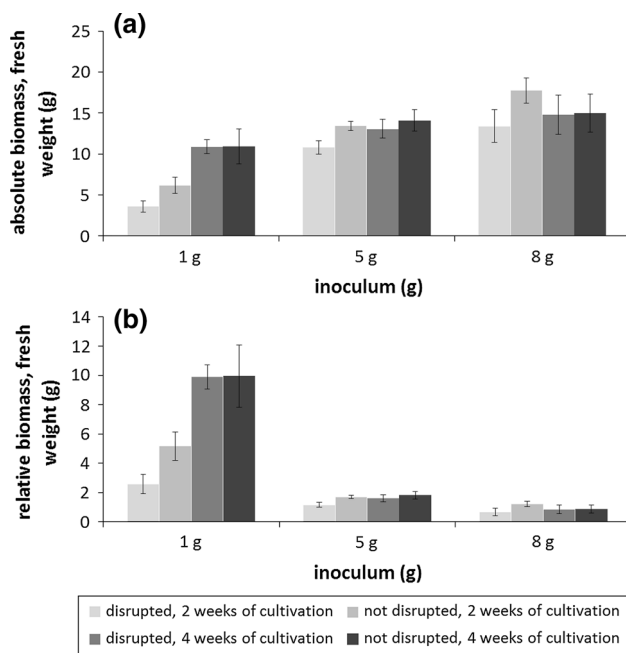 (a)
absolute biomass, fresh
weight (g)
25
20
15
10
5
0
1 g 5 g 8 g
inoculum (g)
(b)
relative biomass, fresh
weight (g)
14
12
10
8
6
4
2
0
1 g 5 g 8 g
inoculum (g)
disrupted, 2 weeks of cultivation not disrupted, 2 weeks of cultivation
disrupted, 4 weeks of cultivation not disrupted, 4 weeks of cultivation